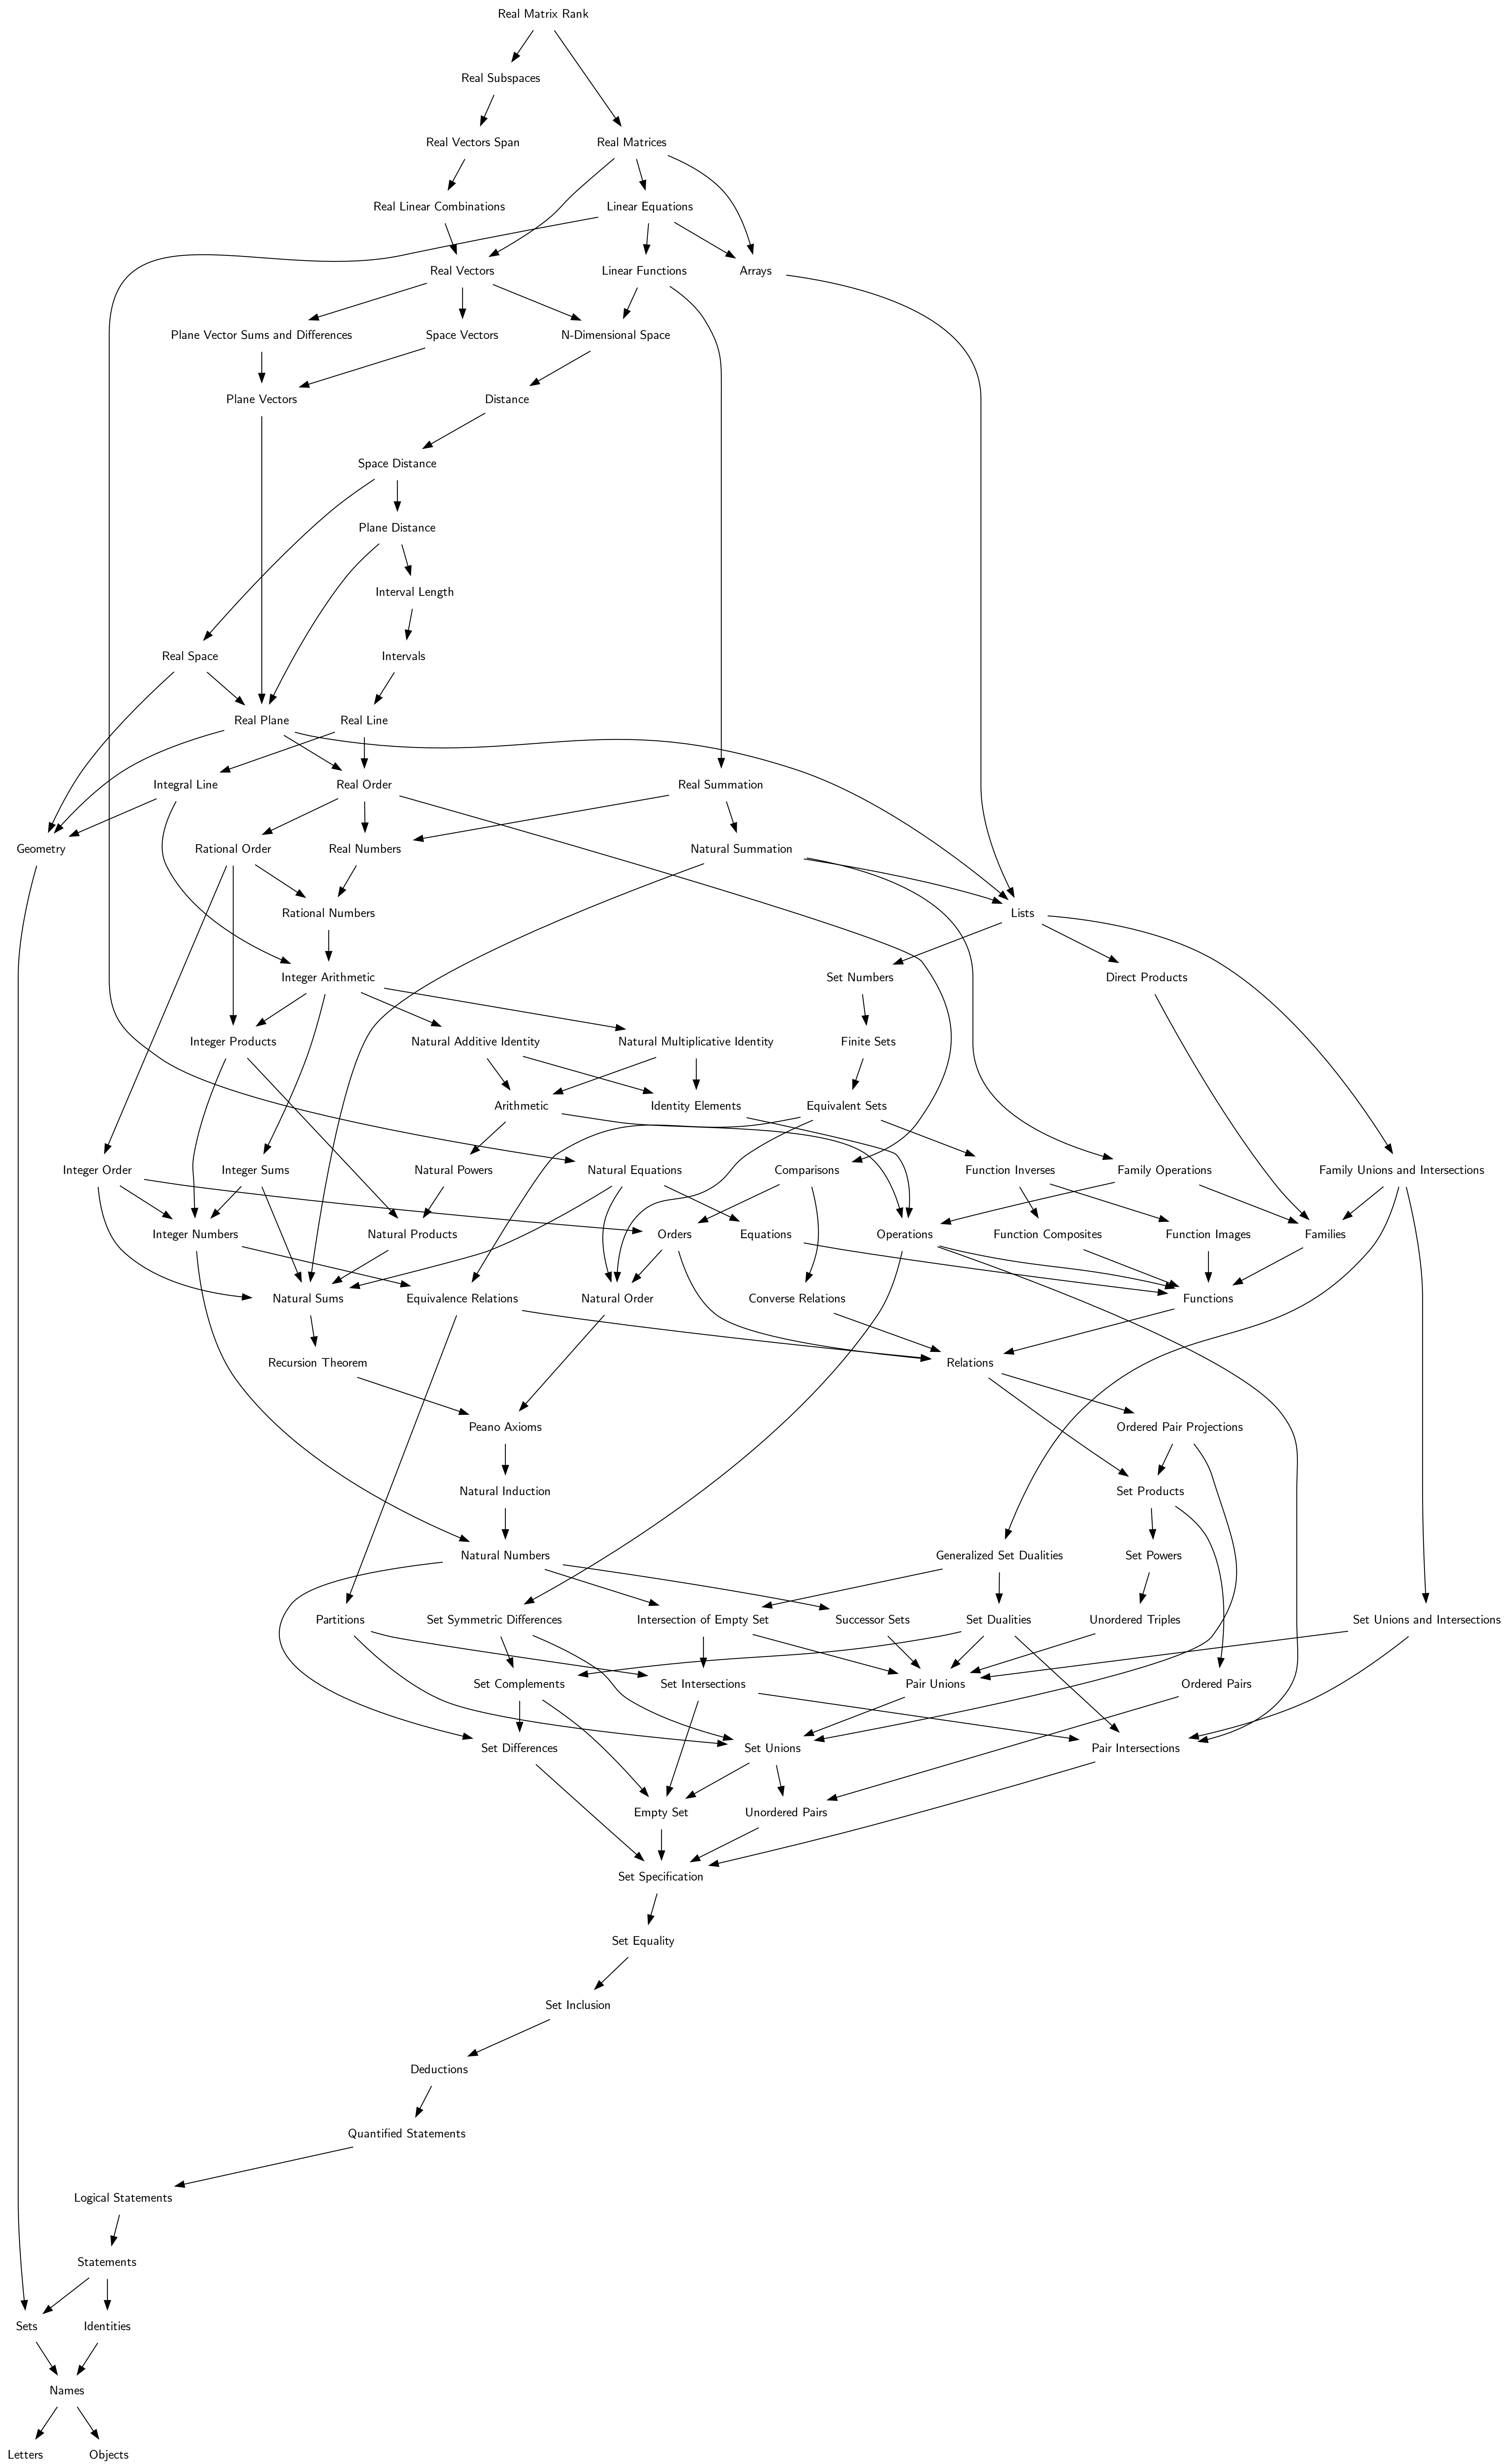 Real Matrix Rank
Real Subspaces
Real Vectors Span
Real Matrices
Real Linear Combinations
Linear Equations
Real Vectors
Linear Functions
Arrays
Plane Vector Sums and Differences
Space Vectors
N-Dimensional Space
Plane Vectors
Distance
Space Distance
Plane Distance
Interval Length
Real Space
Intervals
Real Plane
Real Line
Integral Line
Real Order
Real Summation
Geometry
Rational Order
Real Numbers
Natural Summation
Rational Numbers
Lists
Integer Arithmetic
Set Numbers
Direct Products
Integer Products
Natural Additive Identity
Natural Multiplicative Identity
Finite Sets
Arithmetic
Identity Elements
Equivalent Sets
Integer Order
Integer Sums
Natural Powers
Natural Equations
Comparisons
Function Inverses
Family Operations
Family Unions and Intersections
Integer Numbers
Natural Products
Orders
Equations
Operations
Function Composites
Function Images
Families
Natural Sums
Equivalence Relations
Natural Order
Converse Relations
Functions
Recursion Theorem
Relations
Peano Axioms
Ordered Pair Projections
Natural Induction
Set Products
Natural Numbers
Generalized Set Dualities
Set Powers
Partitions
Set Symmetric Differences
Intersection of Empty Set
Successor Sets
Set Dualities
Unordered Triples
Set Unions and Intersections
Set Complements
Set Intersections
Pair Unions
Ordered Pairs
Set Differences
Set Unions
Pair Intersections
Empty Set
Unordered Pairs
Set Specification
Set Equality
Set Inclusion
Deductions
Quantified Statements
Logical Statements
Statements
Sets
Identities
Names
Letters
Objects